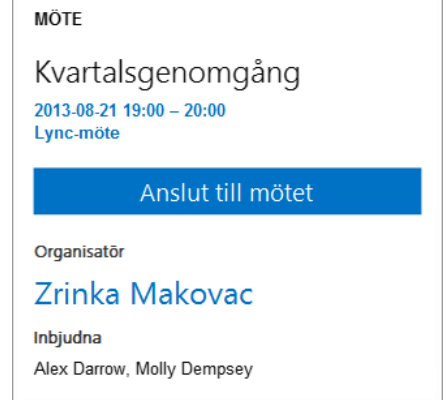 MÖTE
Kvartalsgenomgång
2013-08-21 19:00 – 20:00
Lync-möte
Anslut till mötet
Organisatör
Zrinka Makovac
Inbjudna
Alex Darrow, Molly Dempsey